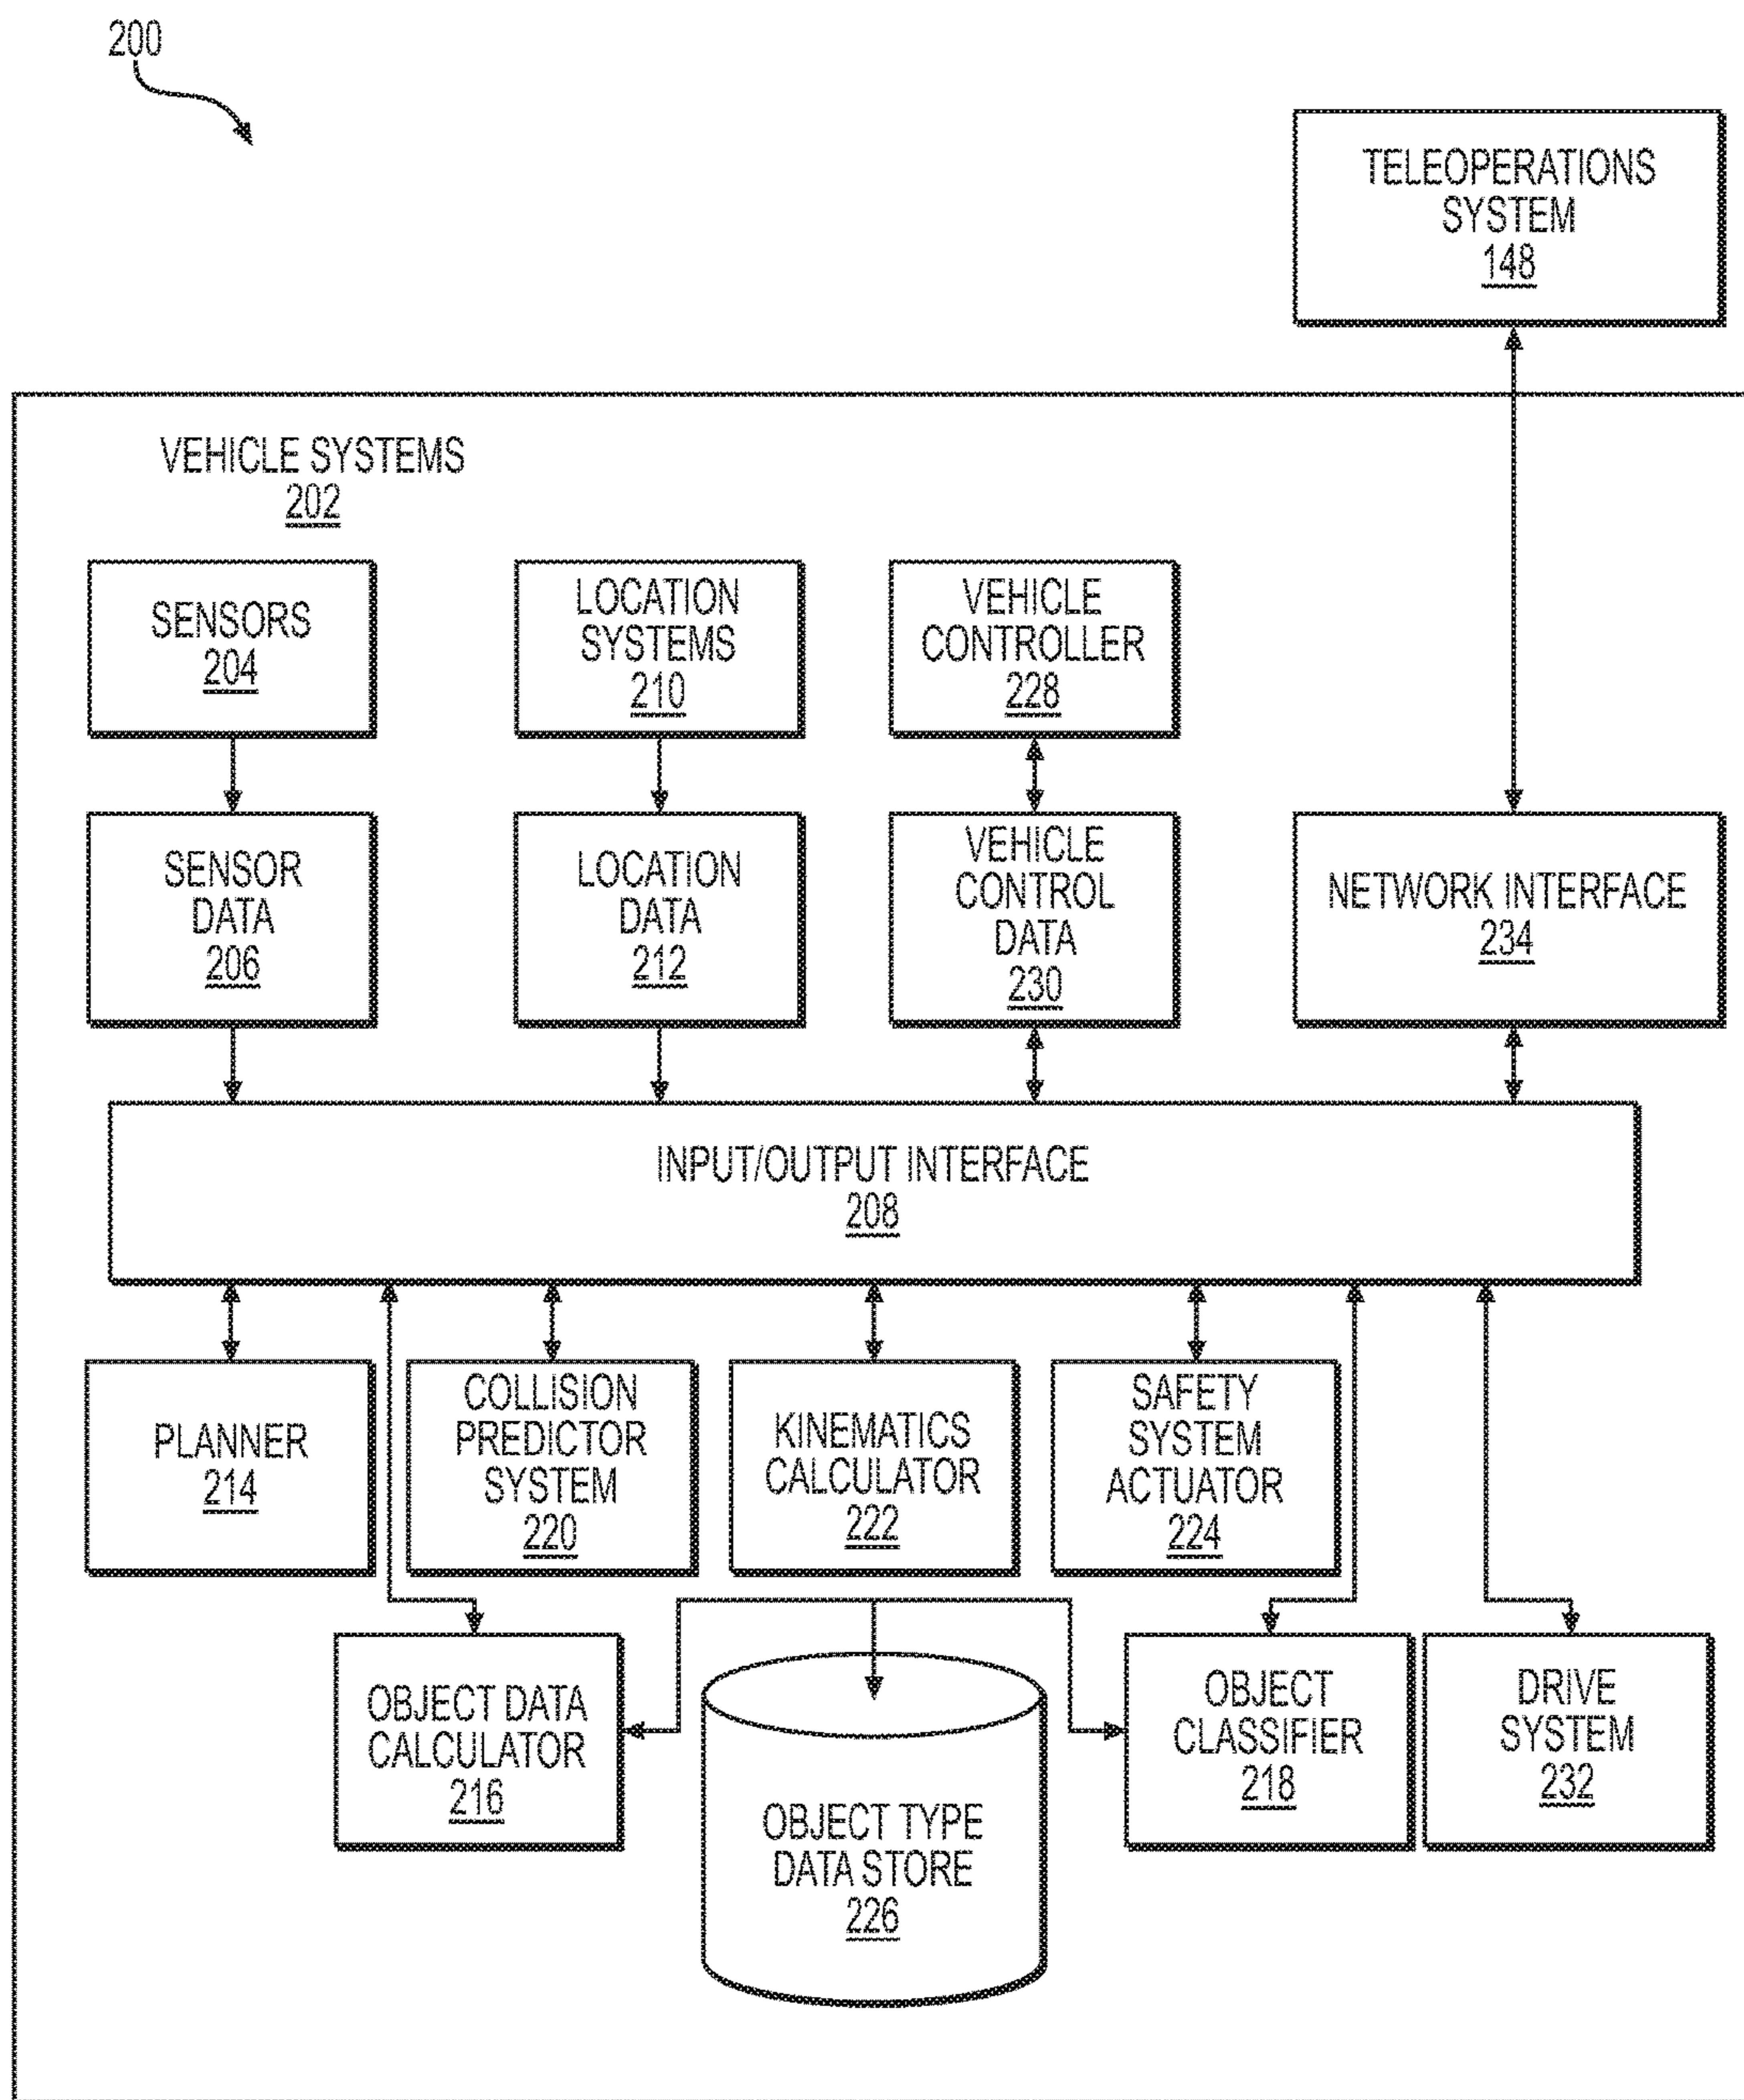 200
TELEOPERATIONS
SYSTEM
148
VEHICLE SYSTEMS
202
SENSORS
204
LOCATION
SYSTEMS
210
VEHICLE
CONTROLLER
228
SENSOR
DATA
206
LOCATION
DATA
212
VEHICLE
CONTROL
DATA
230
NETWORK INTERFACE
234
INPUT/OUTPUT INTERFACE
208
PLANNER
214
COLLISION
PREDICTOR
SYSTEM
220
KINEMATICS
CALCULATOR
222
SAFETY
SYSTEM
ACTUATOR
224
OBJECT DATA
CALCULATOR
216
OBJECT TYPE
DATA STORE
226
OBJECT
CLASSIFIER
218
DRIVE
SYSTEM
232